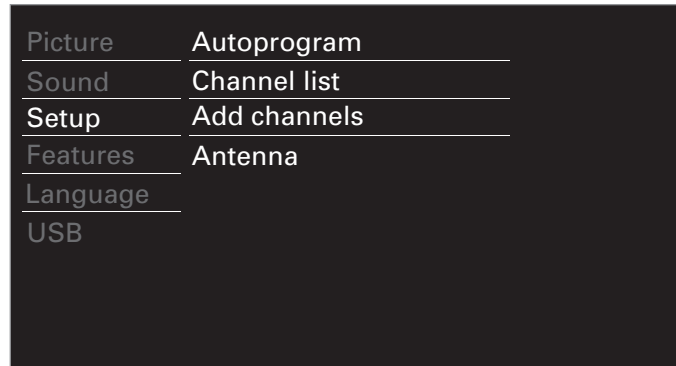 Picture
Sound
Setup
Features
Language
USB
Autoprogram
Channel list
Add channels
Antenna